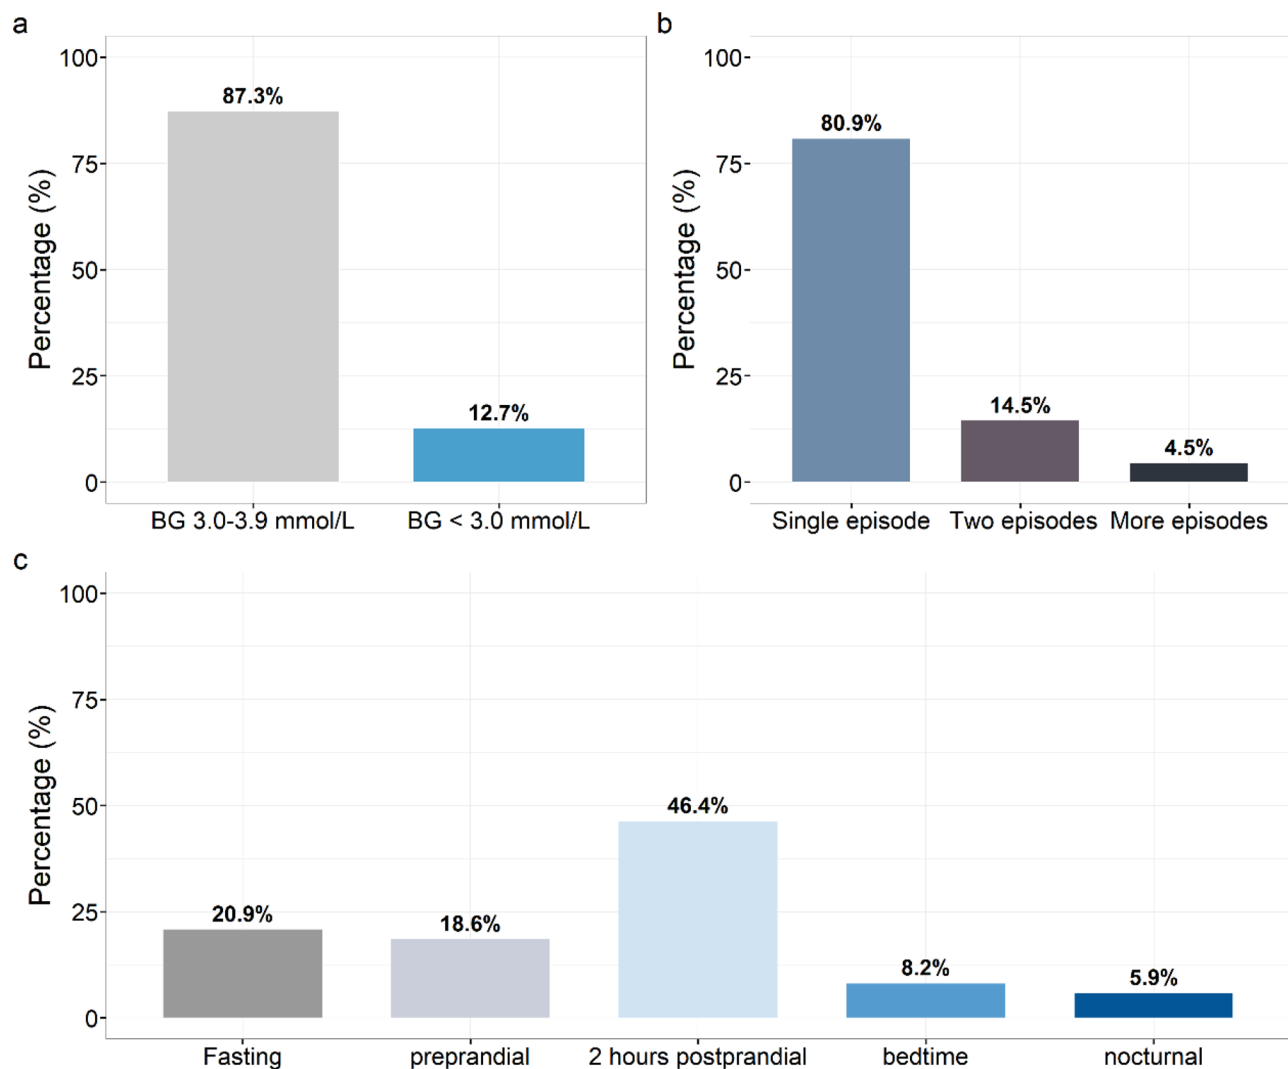 a
Percentage (%)
100
75
50
25
0
87.3%
12.7%
BG 3.0-3.9 mmol/L
BG < 3.0 mmol/L
b
Percentage (%)
100
75
50
25
0
80.9%
14.5%
4.5%
Single episode
Two episodes
More episodes
c
Percentage (%)
100
75
50
25
0
20.9%
18.6%
46.4%
8.2%
5.9%
Fasting
preprandial
2 hours postprandial
bedtime
nocturnal